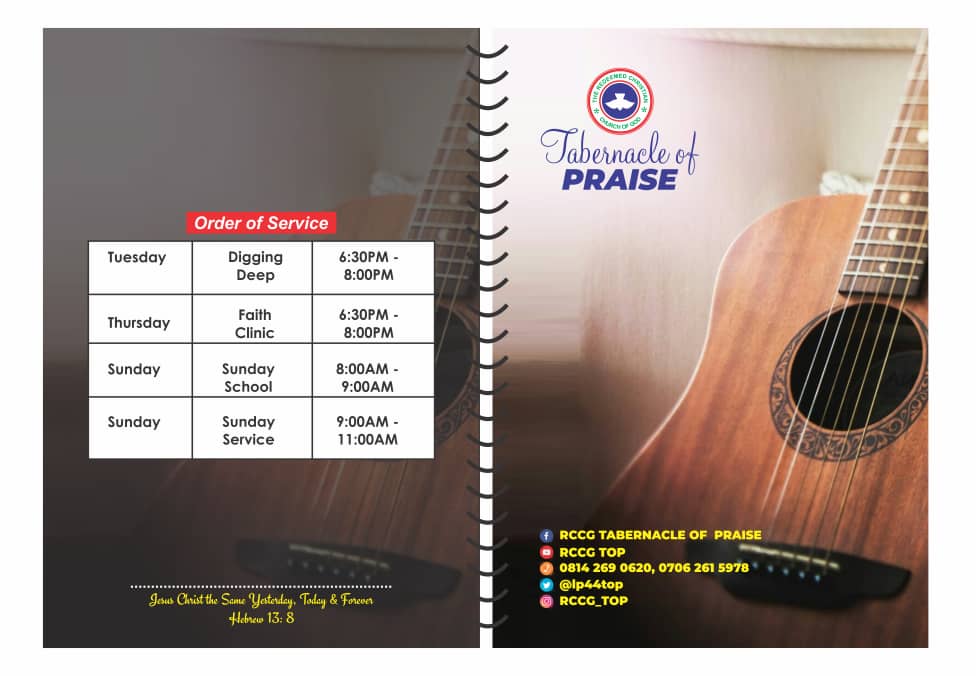 Order of Service
Tuesday
Digging
Deep
6:30PM -
8:00PM
Thursday
Faith
Clinic
6:30PM -
8:00PM
Sunday
Sunday
School
8:00AM -
9:00AM
Sunday
Sunday
Service
9:00AM -
11:00AM
Jesus Christ the Same Yesterday, Today & Forever
Hebrew 13: 8
THE REDEEMED CHRISTIAN
CHURCH OF GOD
Tabernacle of
PRAISE
RCCG TABERNACLE OF PRAISE
RCCG TOP
0814 269 0620, 0706 261 5978
@lp44top
RCCG_TOP